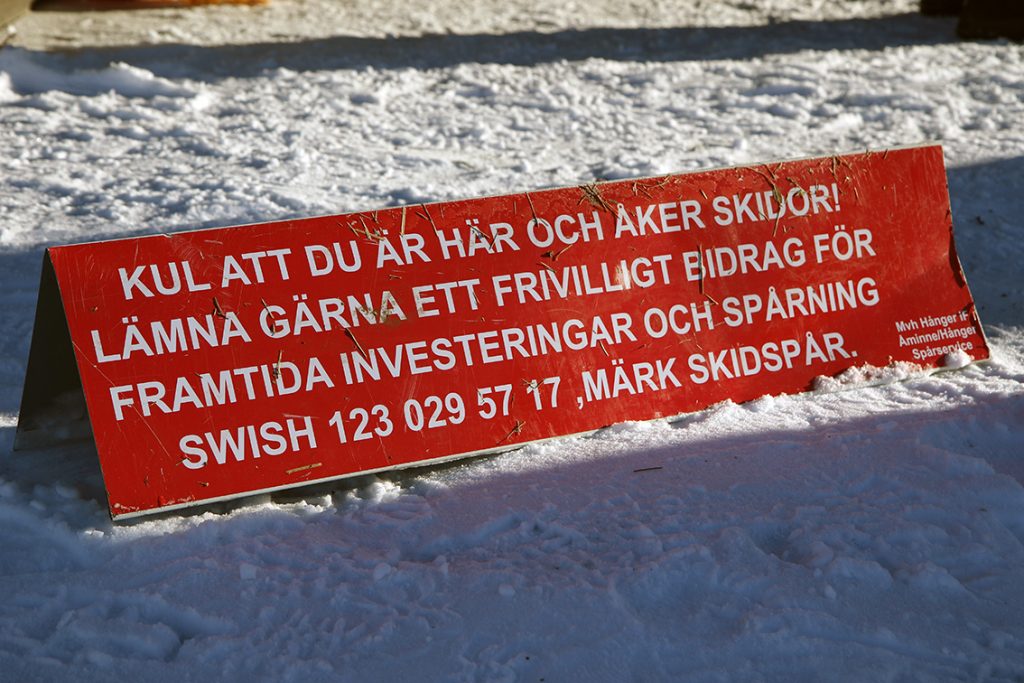 KUL ATT DU ÄR HÄR OCH ÅKER SKIDOR!
LÄMNA GÄRNA ETT FRIVILLIGT BIDRAG FÖR
FRAMTIDA INVESTERINGAR OCH SPÅRNING
SWISH 123 029 57 17 ,MÄRK SKIDSPÅR.
Mvh Hånger IF
Åminne/Hånger
Spårservice